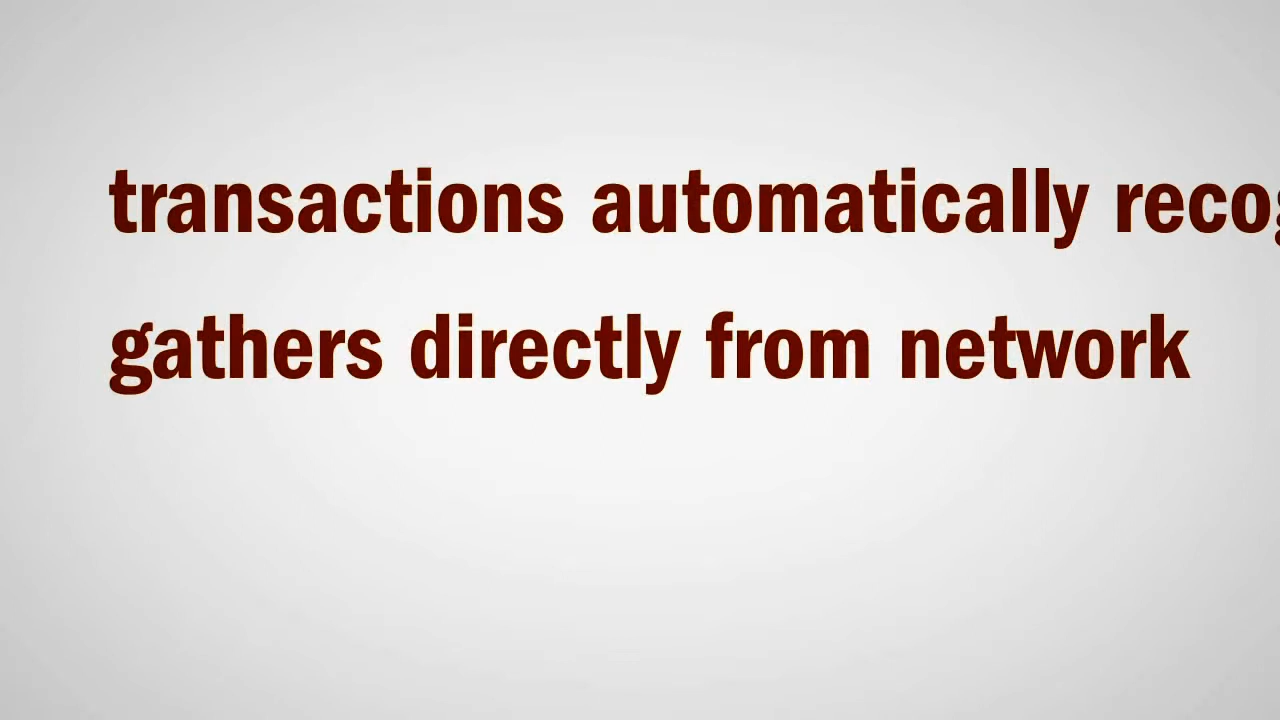 transactions automatically
gathers directly from network